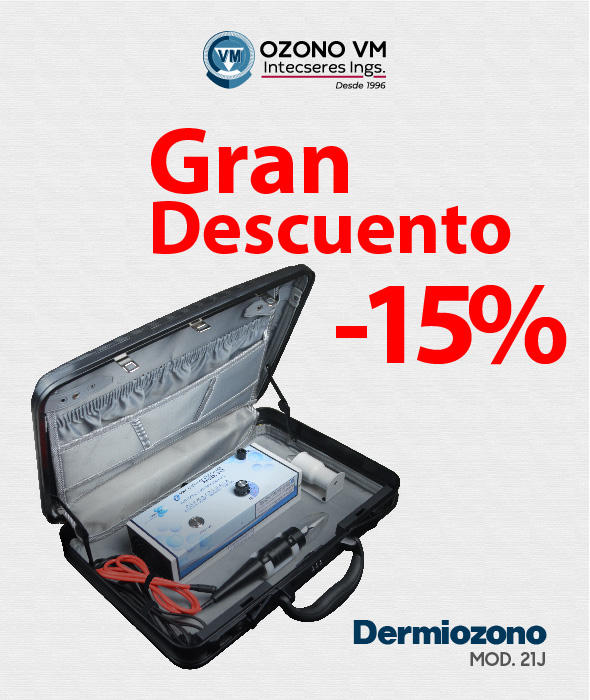 VM
OZONO VM
Intecseres Ings.
Desde 1996
Gran
Descuento
-15%
Dermiozono
MOD. 21J